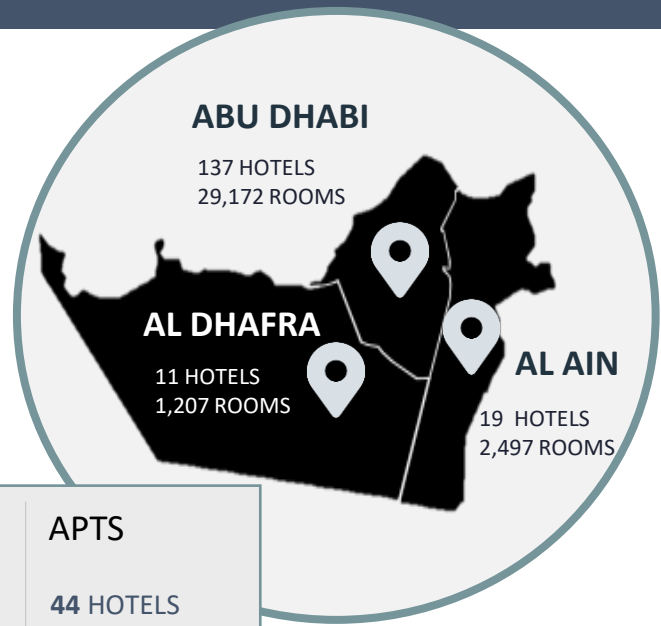 ABU DHABI
137 HOTELS
29,172 ROOMS
AL DHAFRA
11 HOTELS
1,207 ROOMS
AL AIN
19 HOTELS
2,497 ROOMS
APTS
44 HOTELS